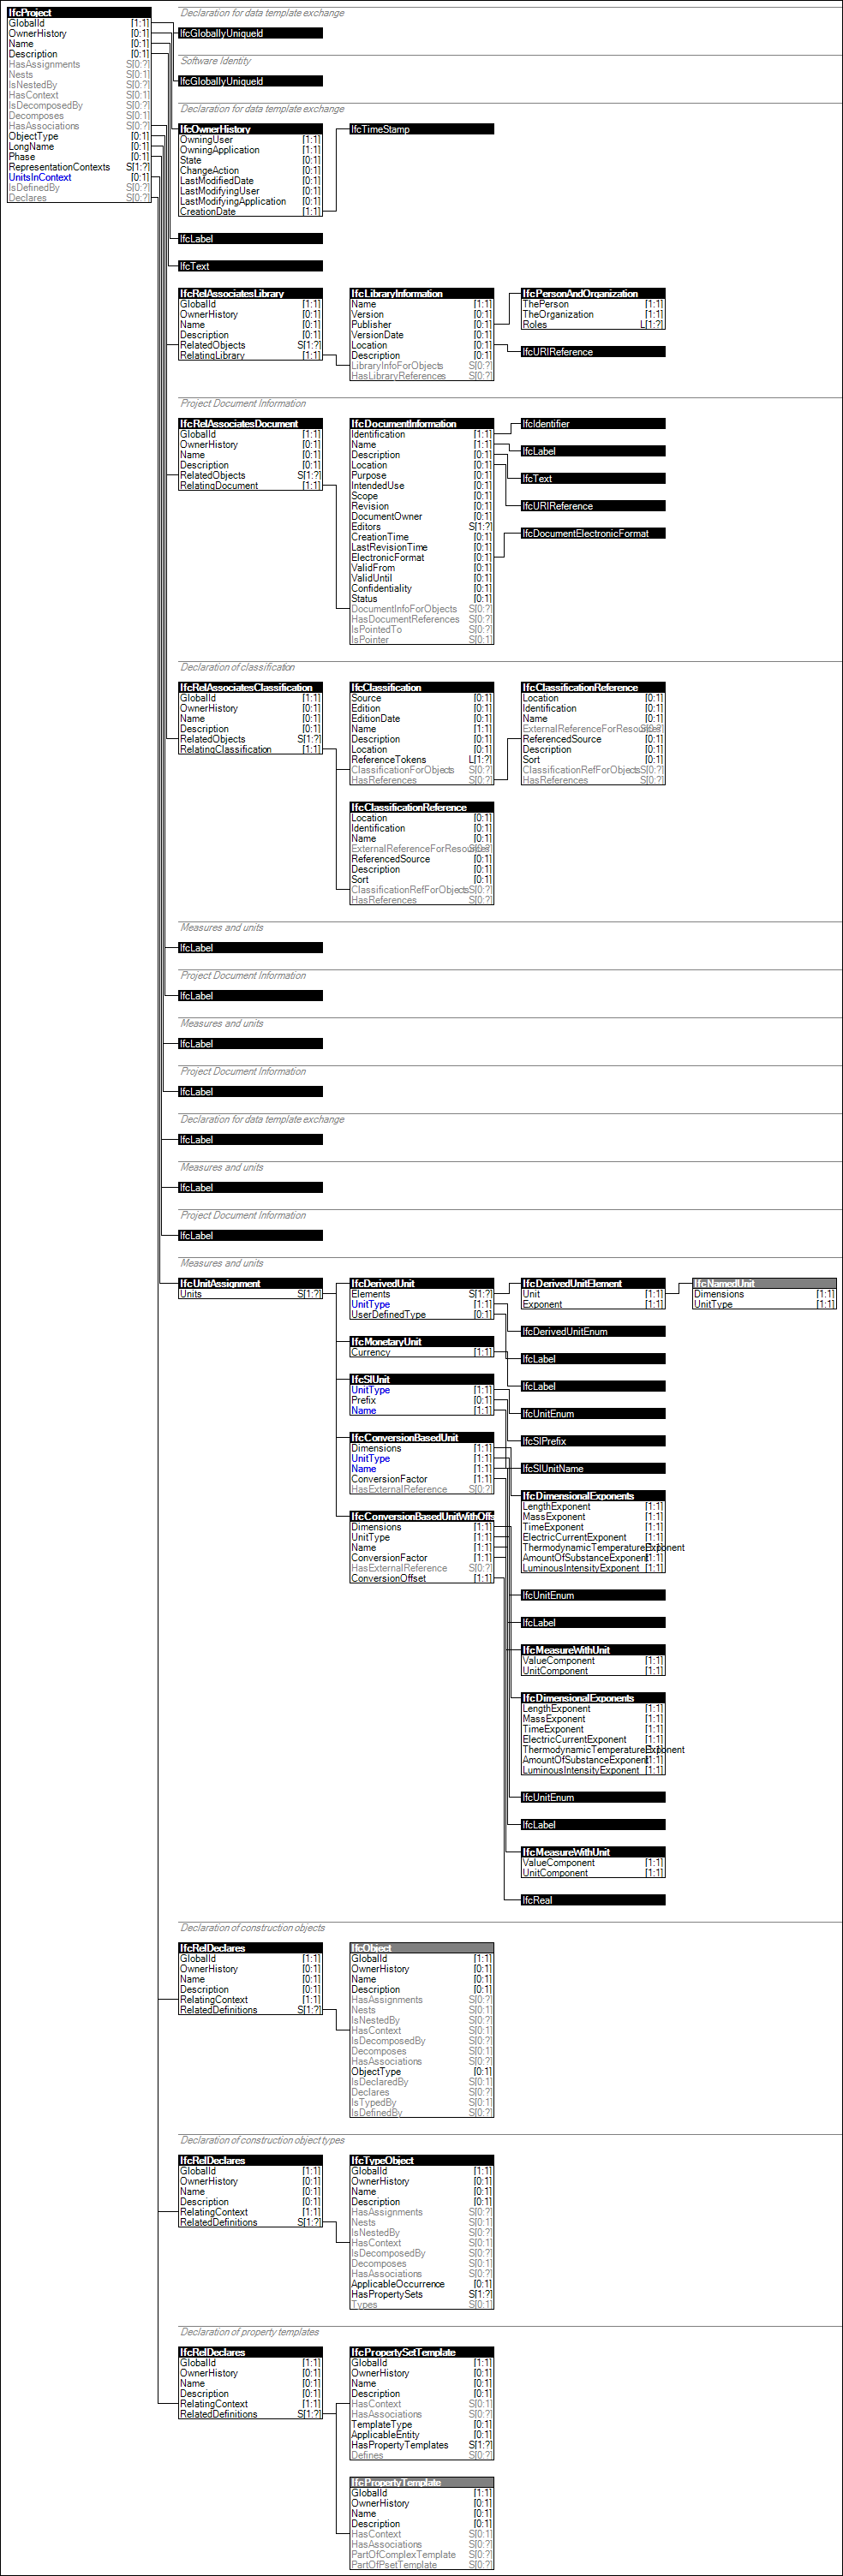 IfcProject
GlobalId [1:1]
OwnerHistory [0:1]
Name [0:1]
Description [0:1]
HasAssignments S[0:?]
Nests S[0:1]
IsNestedBy S[0:?]
HasContext S[0:1]
IsDecomposedBy S[0:?]
Decomposes S[0:1]
HasAssociations S[0:?]
ObjectType [0:1]
LongName [0:1]
Phase [0:1]
RepresentationContexts S[1:?]
UnitsInContext [0:1]
IsDefinedBy S[0:?]
Declares S[0:?]
Declaration for data template exchange
IfcGloballyUniqueId
Software Identity
IfcGloballyUniqueId
Declaration for data template exchange
IfcOwnerHistory
OwningUser [1:1]
OwningApplication [1:1]
State [0:1]
ChangeAction [0:1]
LastModifiedDate [0:1]
LastModifyingUser [0:1]
LastModifyingApplication [0:1]
CreationDate [1:1]
IfcTimeStamp
IfcLabel
IfcText
IfcRelAssociatesLibrary
GlobalId [1:1]
OwnerHistory [0:1]
Name [0:1]
Description [0:1]
RelatedObjects S[1:?]
RelatingLibrary [1:1]
IfcLibraryInformation
Name [1:1]
Version [0:1]
Publisher [0:1]
VersionDate [0:1]
Location [0:1]
Description [0:1]
LibraryInfoForObjects S[0:?]
HasLibraryReferences S[0:?]
IfcPersonAndOrganization
ThePerson [1:1]
TheOrganization [1:1]
Roles L[1:?]
IfcURIReference
Project Document Information
IfcRelAssociatesDocument
GlobalId [1:1]
OwnerHistory [0:1]
Name [0:1]
Description [0:1]
RelatedObjects S[1:?]
RelatingDocument [1:1]
IfcDocumentInformation
Identification [1:1]
Name [1:1]
Description [0:1]
Location [0:1]
Purpose [0:1]
IntendedUse [0:1]
Scope [0:1]
Revision [0:1]
DocumentOwner [0:1]
Editors S[1:?]
CreationTime [0:1]
LastRevisionTime [0:1]
ElectronicFormat [0:1]
ValidFrom [0:1]
ValidUntil [0:1]
Confidentiality [0:1]
Status [0:1]
DocumentInfoForObjects S[0:?]
HasDocumentReferences S[0:?]
IsPointedTo S[0:?]
IsPointer S[0:1]
IfcIdentifier
IfcLabel
IfcText
IfcURIReference
IfcDocumentElectronicFormat
Declaration of classification
IfcRelAssociatesClassification
GlobalId [1:1]
OwnerHistory [0:1]
Name [0:1]
Description [0:1]
RelatedObjects S[1:?]
RelatingClassification [1:1]
IfcClassification
Source [0:1]
Edition [0:1]
EditionDate [0:1]
Name [1:1]
Description [0:1]
Location [0:1]
ReferenceTokens L[1:?]
ClassificationForObjects S[0:?]
HasReferences S[0:?]
IfcClassificationReference
Location [0:1]
Identification [0:1]
Name [0:1]
ExternalReferenceForResources S[0:?]
ReferencedSource [0:1]
Description [0:1]
Sort [0:1]
ClassificationRefForObjects S[0:?]
HasReferences S[0:?]
IfcClassificationReference
Location [0:1]
Identification [0:1]
Name [0:1]
ExternalReferenceForResources S[0:?]
ReferencedSource [0:1]
Description [0:1]
Sort [0:1]
ClassificationRefForObjects S[0:?]
HasReferences S[0:?]
Measures and units
IfcLabel
Project Document Information
IfcLabel
Measures and units
IfcLabel
Project Document Information
IfcLabel
Declaration for data template exchange
IfcLabel
Measures and units
IfcLabel
Project Document Information
IfcLabel
Measures and units
IfcUnitAssignment
Units S[1:?]
IfcDerivedUnit
Elements S[1:?]
UnitType [1:1]
UserDefinedType [0:1]
IfcMonetaryUnit
Currency [1:1]
IfcSIUnit
UnitType [1:1]
Prefix [0:1]
Name [1:1]
IfcConversionBasedUnit
Dimensions [1:1]
UnitType [1:1]
Name [1:1]
ConversionFactor [1:1]
HasExternalReference S[0:?]
IfcConversionBasedUnitWithOffs
Dimensions [1:1]
UnitType [1:1]
Name [1:1]
ConversionFactor [1:1]
HasExternalReference S[0:?]
ConversionOffset [1:1]
IfcDerivedUnitElement
Unit [1:1]
Exponent [1:1]
IfcNamedUnit
Dimensions [1:1]
UnitType [1:1]
IfcDerivedUnitEnum
IfcLabel
IfcLabel
IfcUnitEnum
IfcSIPrefix
IfcSIUnitName
IfcDimensionalExponents
LengthExponent [1:1]
MassExponent [1:1]
TimeExponent [1:1]
ElectricCurrentExponent [1:1]
ThermodynamicTemperatureExponent [1:1]
AmountOfSubstanceExponent [1:1]
LuminousIntensityExponent [1:1]
IfcUnitEnum
IfcLabel
IfcMeasureWithUnit
ValueComponent [1:1]
UnitComponent [1:1]
IfcDimensionalExponents
LengthExponent [1:1]
MassExponent [1:1]
TimeExponent [1:1]
ElectricCurrentExponent [1:1]
ThermodynamicTemperatureExponent [1:1]
AmountOfSubstanceExponent [1:1]
LuminousIntensityExponent [1:1]
IfcUnitEnum
IfcLabel
IfcMeasureWithUnit
ValueComponent [1:1]
UnitComponent [1:1]
IfcReal
Declaration of construction objects
IfcRelDeclares
GlobalId [1:1]
OwnerHistory [0:1]
Name [0:1]
Description [0:1]
RelatingContext [1:1]
RelatedDefinitions S[1:?]
IfcObject
GlobalId [1:1]
OwnerHistory [0:1]
Name [0:1]
Description [0:1]
HasAssignments S[0:?]
Nests S[0:1]
IsNestedBy S[0:?]
HasContext S[0:1]
IsDecomposedBy S[0:?]
Decomposes S[0:1]
HasAssociations S[0:?]
ObjectType [0:1]
IsDeclaredBy S[0:1]
Declares S[0:?]
IsTypedBy S[0:1]
IsDefinedBy S[0:?]
Declaration of construction object types
IfcRelDeclares
GlobalId [1:1]
OwnerHistory [0:1]
Name [0:1]
Description [0:1]
RelatingContext [1:1]
RelatedDefinitions S[1:?]
IfcTypeObject
GlobalId [1:1]
OwnerHistory [0:1]
Name [0:1]
Description [0:1]
HasAssignments S[0:?]
Nests S[0:1]
IsNestedBy S[0:?]
HasContext S[0:1]
IsDecomposedBy S[0:?]
Decomposes S[0:1]
HasAssociations S[0:?]
ApplicableOccurrence [0:1]
HasPropertySets S[1:?]
Types S[0:1]
Declaration of property templates
IfcRelDeclares
GlobalId [1:1]
OwnerHistory [0:1]
Name [0:1]
Description [0:1]
RelatingContext [1:1]
RelatedDefinitions S[1:?]
IfcPropertySetTemplate
GlobalId [1:1]
OwnerHistory [0:1]
Name [0:1]
Description [0:1]
HasContext S[0:1]
HasAssociations S[0:?]
TemplateType [0:1]
ApplicableEntity [0:1]
HasPropertyTemplates S[1:?]
Defines S[0:?]
IfcPropertyTemplate
GlobalId [1:1]
OwnerHistory [0:1]
Name [0:1]
Description [0:1]
HasContext S[0:1]
HasAssociations S[0:?]
PartOfComplexTemplate S[0:?]
PartOfPsetTemplate S[0:?]